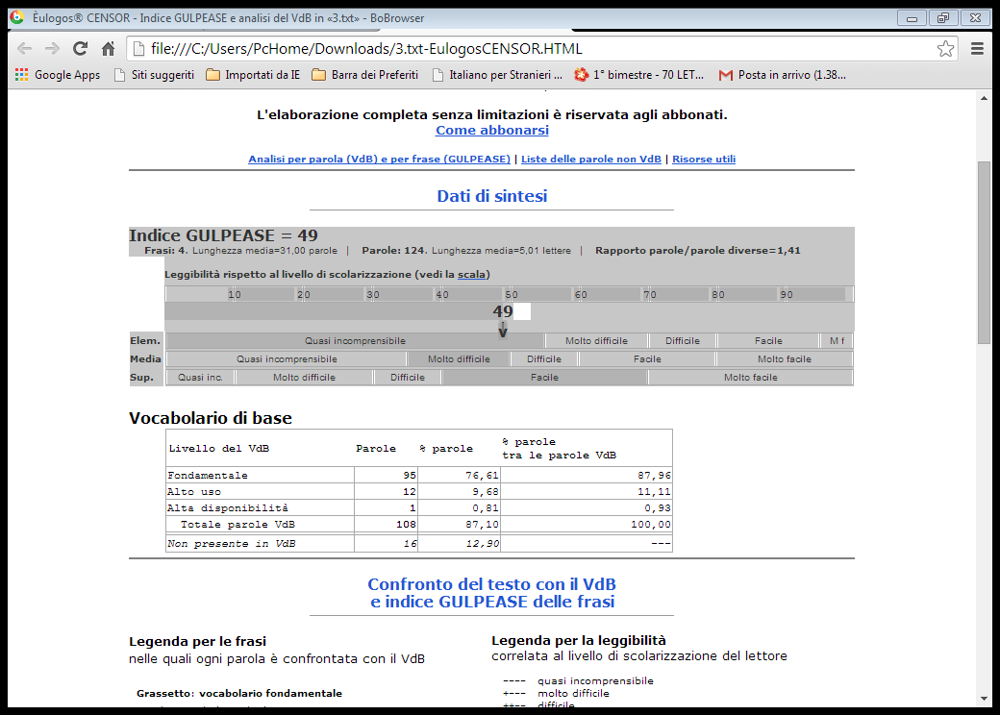 Èulogos® CENSOR - Indice GULPEASE e analisi del VdB in «3.txt» - BoBrowser
file:///C:/Users/PcHome/Downloads/3.txt-EulogosCENSOR.HTML
Google Apps Siti suggeriti Importati da IE Barra dei Preferiti Italiano per Stranieri ... 1° bimestre - 70 LET... Posta in arrivo (1.38...
L'elaborazione completa senza limitazioni è riservata agli abbonati.
Come abbonarsi
Analisi per parola (VdB) e per frase (GULPEASE) | Liste delle parole non VdB | Risorse utili
Dati di sintesi
Indice GULPEASE = 49
Frasi: 4. Lunghezza media=31,00 parole | Parole: 124. Lunghezza media=5,01 lettere | Rapporto parole/parole diverse=1,41
Leggibilità rispetto al livello di scolarizzazione (vedi la scala)
10 20 30 40 50 60 70 80 90
49
Elem. Quasi incomprensibile Molto difficile Difficile Facile M f
Media Quasi incomprensibile Molto difficile Difficile Facile Molto facile
Sup. Quasi inc. Molto difficile Difficile Facile Molto facile
Vocabolario di base
Livello del VdB Parole % parole % parole
tra le parole VdB
Fondamentale 95 76,61 87,96
Alto uso 12 9,68 11,11
Alta disponibilità 1 0,81 0,93
Totale parole VdB 108 87,10 100,00
Non presente in VdB 16 12,90 ---
Confronto del testo con il VdB
e indice GULPEASE delle frasi
Legenda per le frasi
nelle quali ogni parola è confrontata con il VdB
Grassetto: vocabolario fondamentale
Legenda per la leggibilità
correlata al livello di scolarizzazione del lettore
---- quasi incomprensibile
+--- molto difficile
++-- difficile